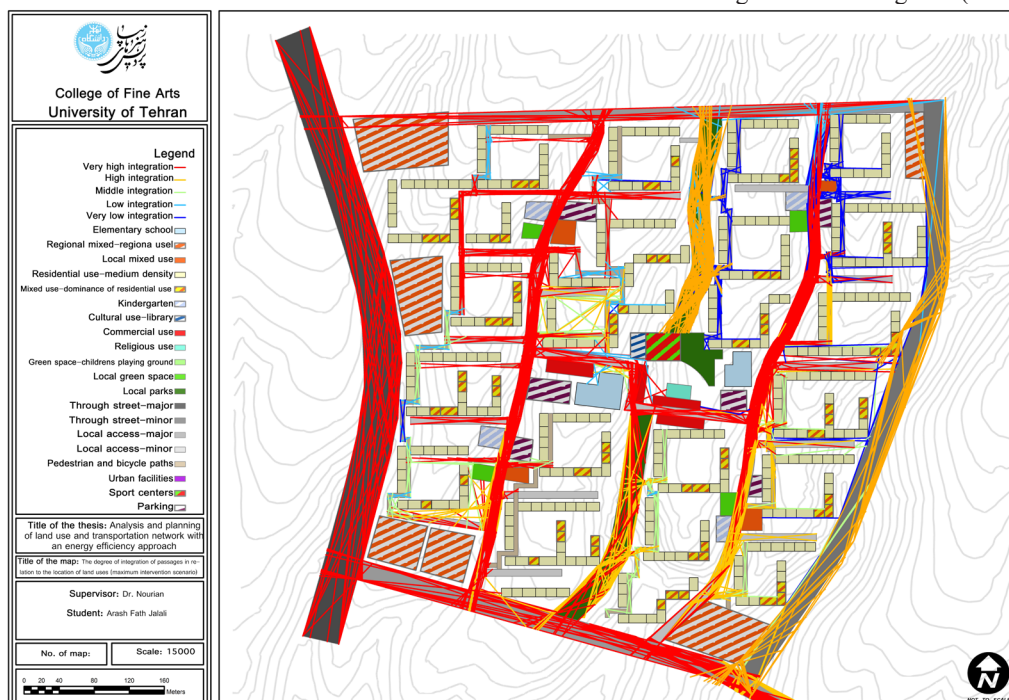 College of Fine Arts
University of Tehran
Legend
Very high integration
High integration
Middle integration
Low integration
Very low integration
Elementary school
Regional mixed-regiona usel
Local mixed use
Residential use-medium density
Mixed use-dominance of residential use
Kindergarten
Cultural use-library
Commercial use
Religious use
Green space-childrens playing ground
Local green space
Local parks
Through street-major
Through street-minor
Local access-major
Local access-minor
Pedestrian and bicycle paths
Urban facilities
Sport centers
Parking
Title of the thesis: Analysis and planning
of land use and transportation network with
an energy efficiency approach
Title of the map: The degree of integration of passages in re-
lation to the location of land uses (maximum intervention scenario)
Supervisor: Dr. Nourian
Student: Arash Fath Jalali
No. of map:
Scale: 15000
0 20 40 80 120 160
Meters
N
NOT TO SCALE